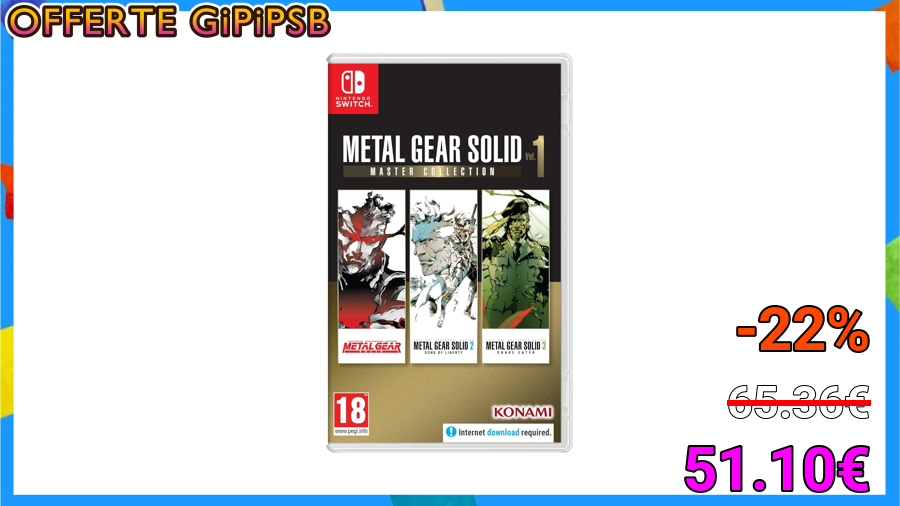 OFFERTE GiPiPSB
NINTENDO
SWITCH.
METAL GEAR SOLID Vol.1
MASTER COLLECTION
METAL GEAR
SOLID
METAL GEAR SOLID 2
SONS OF LIBERTY
METAL GEAR SOLID 3
SNAKE EATER
18
www.pegi.info
KONAMI
! Internet download required.
-22%
65.36€
51.10€